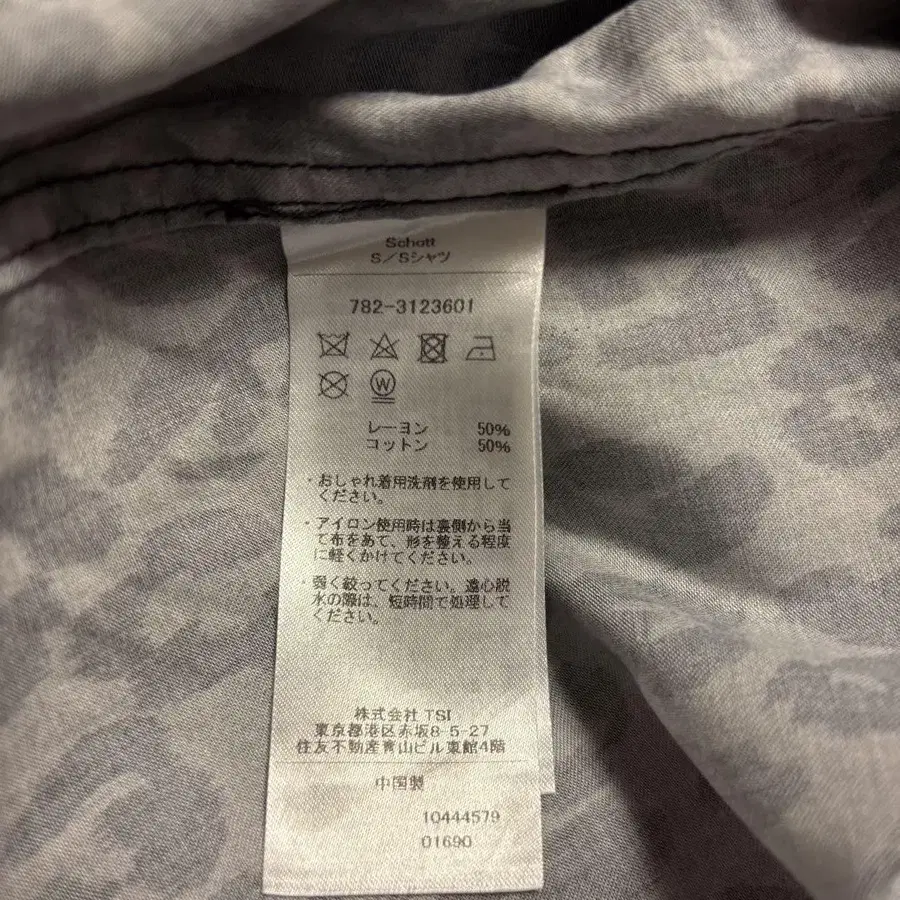 Schott
S／Sシャツ
782-3123601
W
レーヨン 50%
コットン 50%
・おしゃれ着用洗剤を使用して
ください。
・アイロン使用時は裏側から当
て布をあて、形を整える程度
に軽くかけてください。
・弱く絞ってください。遠心脱
水の際は、短時間で処理して
ください。
株式会社 TSI
東京都港区赤坂8-5-27
住友不動産青山ビル東館4階
中国製
10444579
01690